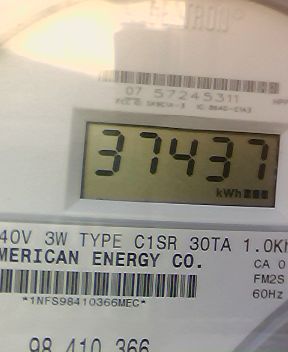 07 57245311
37437
kWh
40V 3W TYPE C1SR 30TA 1.0Kh
MERICAN ENERGY CO.
CA 0
FM2S
60Hz
*1NFS98410366MEC*
98 410 366